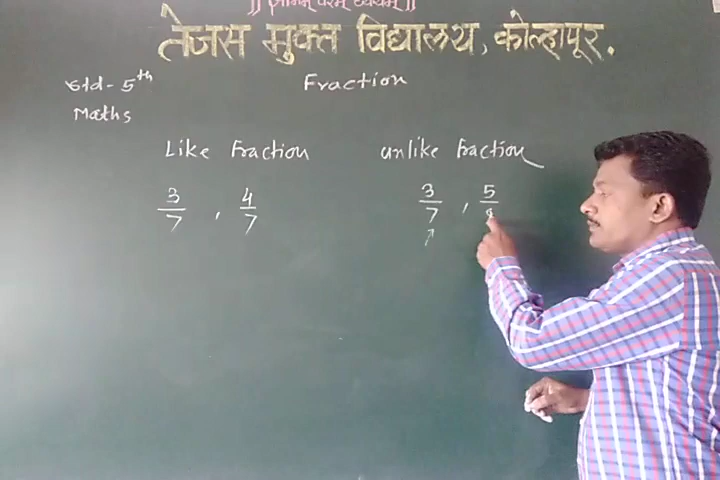 तेजस मुक्त विद्यालय, कोल्हापूर.
Std - 5th
Fraction
Maths
Like Fraction
unlike Fraction
3/7 , 4/7
3/7 , 5/